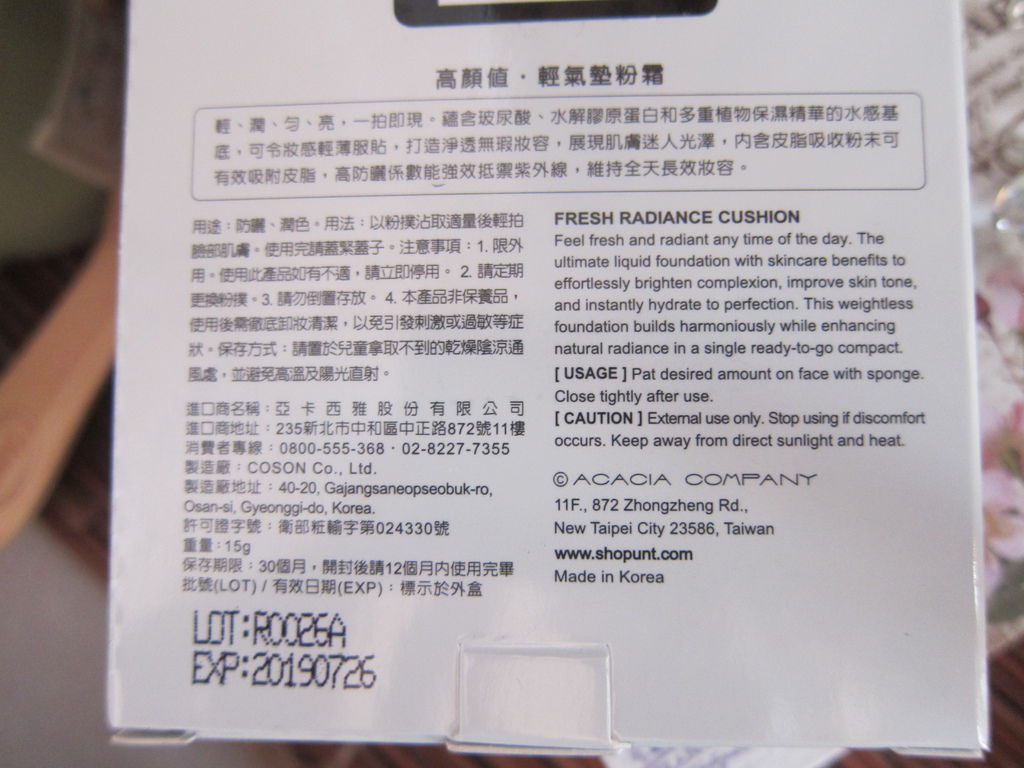 高顏值・輕氣墊粉霜
輕、潤、勻、亮，一拍即現。蘊含玻尿酸、水解膠原蛋白和多重植物保濕精華的水感基
底，可令妝感輕薄服貼，打造淨透無瑕妝容，展現肌膚迷人光澤，內含皮脂吸收粉末可
有效吸附皮脂，高防曬係數能強效抵禦紫外線，維持全天長效妝容。
用途：防曬、潤色。用法：以粉撲沾取適量後輕拍
臉部肌膚。使用完請蓋緊蓋子。注意事項：1. 限外
用。使用此產品如有不適，請立即停用。 2. 請定期
更換粉撲。3. 請勿倒置存放。 4. 本產品非保養品，
使用後需徹底卸妝清潔，以免引發刺激或過敏等症
狀。保存方式：請置於兒童拿取不到的乾燥陰涼通
風處，並避免高溫及陽光直射。
進口商名稱：亞卡西雅股份有限公司
進口商地址：235新北市中和區中正路872號11樓
消費者專線：0800-555-368・02-8227-7355
製造廠：COSON Co., Ltd.
製造廠地址：40-20, Gajangsaneopseobuk-ro,
Osan-si, Gyeonggi-do, Korea.
許可證字號：衛部粧輸字第024330號
重量：15g
保存期限：30個月，開封後請12個月內使用完畢
批號(LOT) / 有效日期(EXP)：標示於外盒
LOT:R0026A
EXP:20190726
FRESH RADIANCE CUSHION
Feel fresh and radiant any time of the day. The
ultimate liquid foundation with skincare benefits to
effortlessly brighten complexion, improve skin tone,
and instantly hydrate to perfection. This weightless
foundation builds harmoniously while enhancing
natural radiance in a single ready-to-go compact.
[ USAGE ] Pat desired amount on face with sponge.
Close tightly after use.
[ CAUTION ] External use only. Stop using if discomfort
occurs. Keep away from direct sunlight and heat.
©ACACIA COMPANY
11F., 872 Zhongzheng Rd.,
New Taipei City 23586, Taiwan
www.shopunt.com
Made in Korea